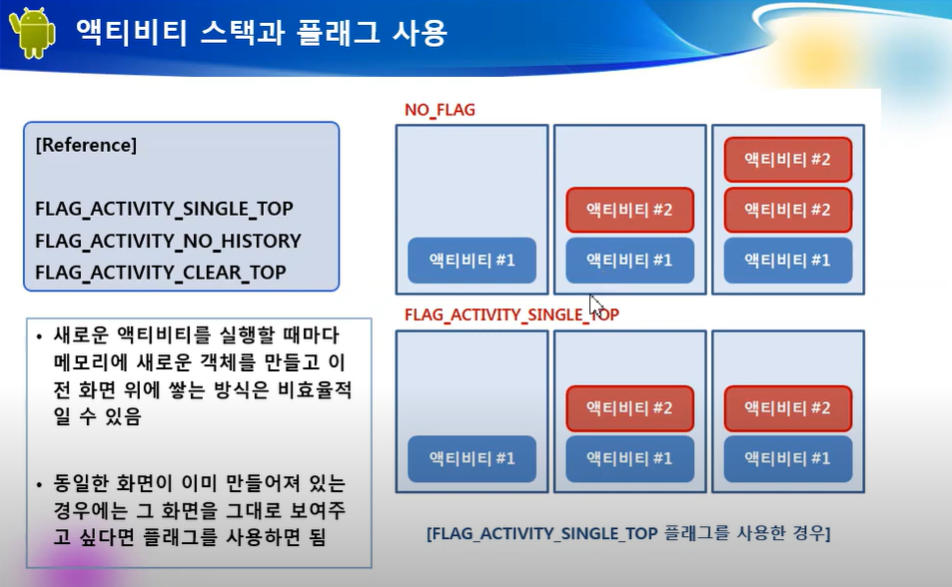 액티비티 스택과 플래그 사용
[Reference]
FLAG_ACTIVITY_SINGLE_TOP
FLAG_ACTIVITY_NO_HISTORY
FLAG_ACTIVITY_CLEAR_TOP
• 새로운 액티비티를 실행할 때마다
메모리에 새로운 객체를 만들고 이
전 화면 위에 쌓는 방식은 비효율적
일 수 있음
• 동일한 화면이 이미 만들어져 있는
경우에는 그 화면을 그대로 보여주
고 싶다면 플래그를 사용하면 됨
NO_FLAG
액티비티 #1
액티비티 #2
액티비티 #1
액티비티 #2
액티비티 #2
액티비티 #1
FLAG_ACTIVITY_SINGLE_TOP
액티비티 #1
액티비티 #2
액티비티 #1
액티비티 #2
액티비티 #1
[FLAG_ACTIVITY_SINGLE_TOP 플래그를 사용한 경우]